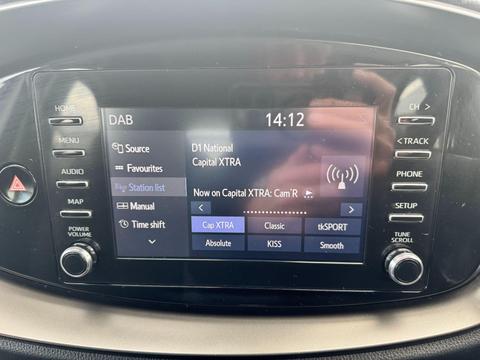 HOME
MENU
AUDIO
MAP
POWER
VOLUME
DAB
14:12
Source
Favourites
Station list
Manual
Time shift
D1 National
Capital XTRA
Now on Capital XTRA: Cam'R
Cap XTRA
Classic
tkSPORT
Absolute
KISS
Smooth
CH >
< TRACK
PHONE
SETUP
TUNE
SCROLL